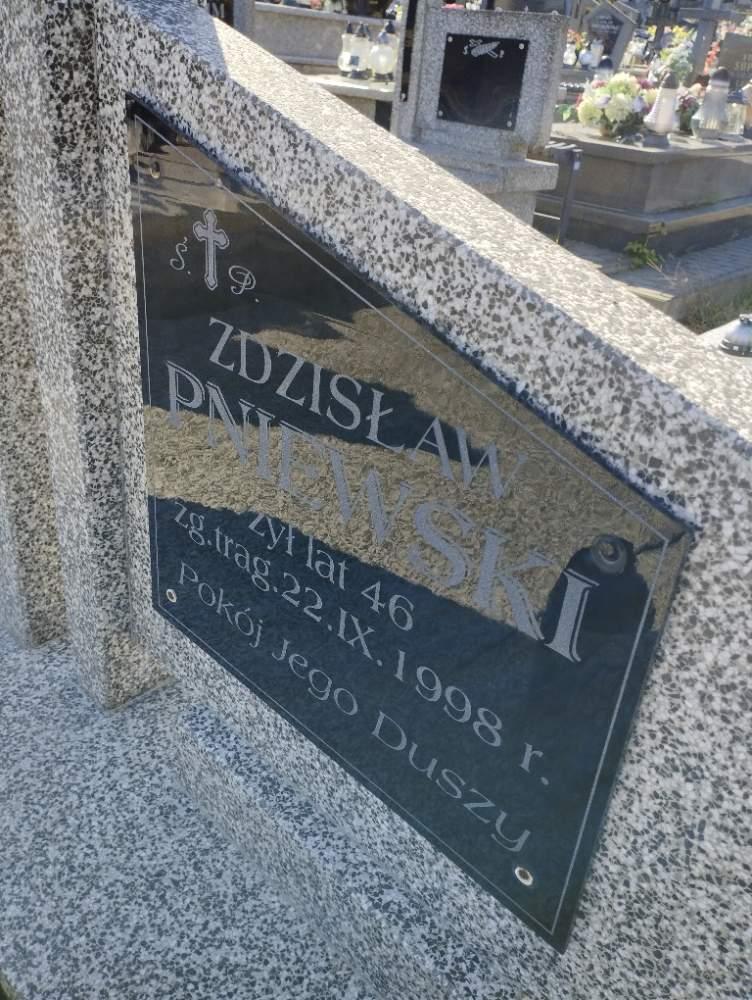 Ś. P.
ZDZISŁAW
PNIEWSKI
żył lat 46
zg.trag.22.IX.1998 r.
Pokój Jego Duszy